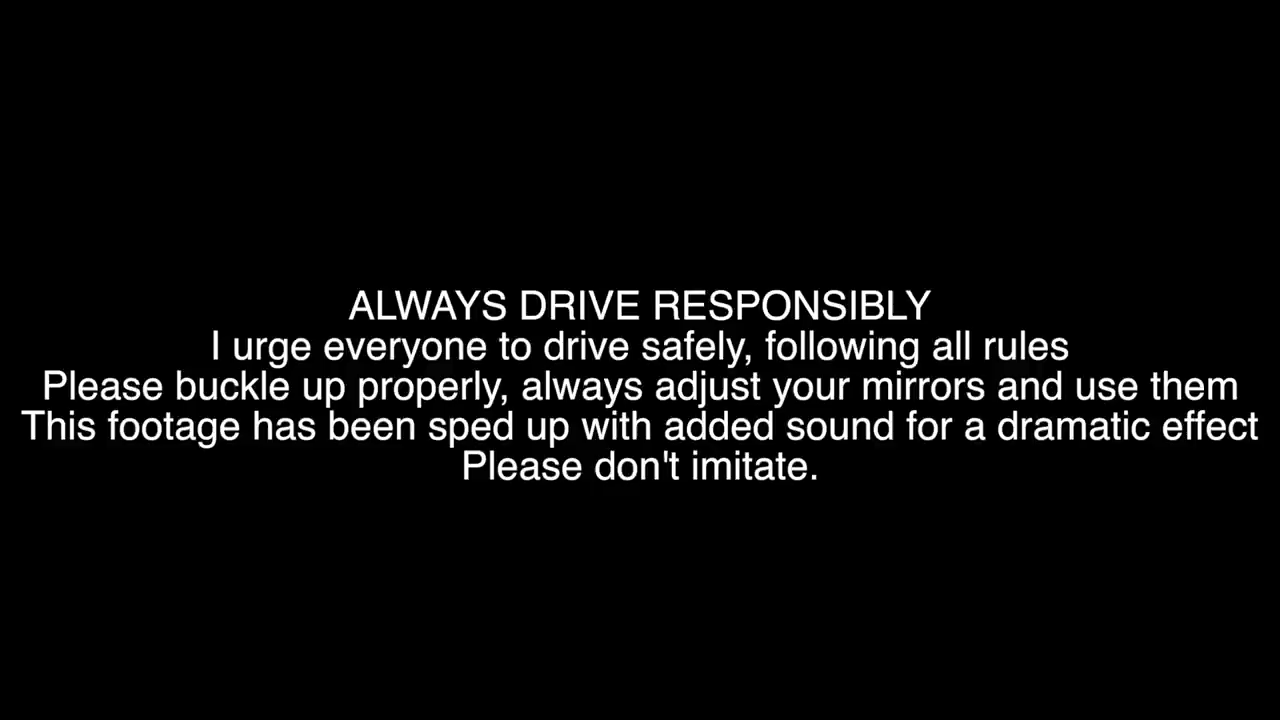 ALWAYS DRIVE RESPONSIBLY
I urge everyone to drive safely, following all rules
Please buckle up properly, always adjust your mirrors and use them
This footage has been sped up with added sound for a dramatic effect
Please don't imitate.